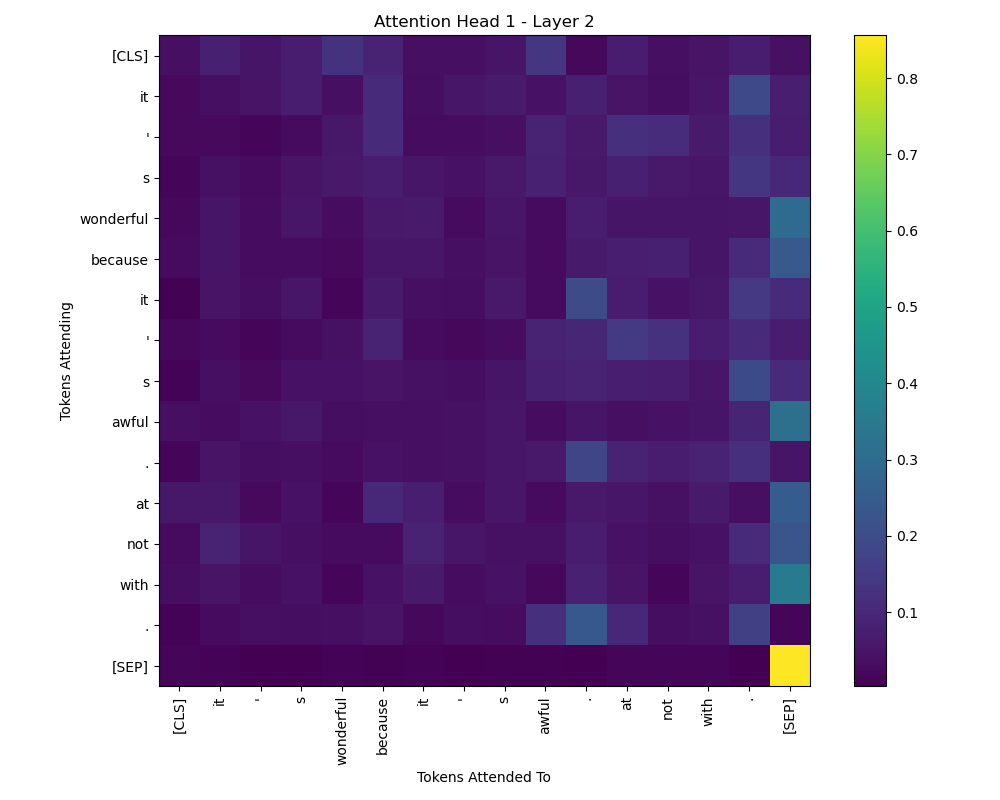 Attention Head 1 - Layer 2
Tokens Attending
[CLS]
it
'
s
wonderful
because
it
'
s
awful
.
at
not
with
.
[SEP]
[CLS]
it
'
s
wonderful
because
it
'
s
awful
.
at
not
with
.
[SEP]
Tokens Attended To
0.8
0.7
0.6
0.5
0.4
0.3
0.2
0.1